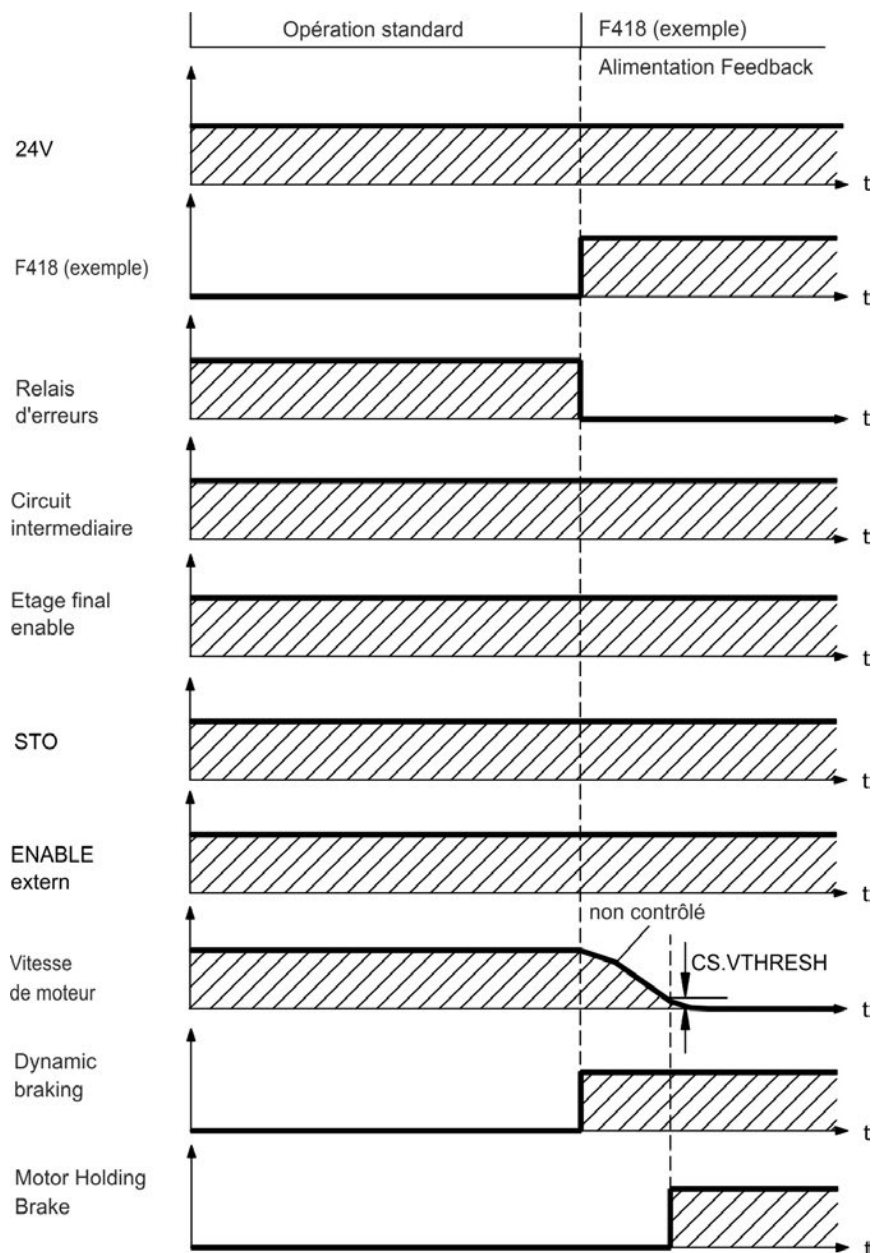 Opération standard
F418 (exemple)
Alimentation Feedback
24V
t
F418 (exemple)
t
Relais
d'erreurs
t
Circuit
intermediaire
t
Etage final
enable
t
STO
t
ENABLE
extern
t
non contrôlé
CS.VTHRESH
Vitesse
de moteur
t
Dynamic
braking
t
Motor Holding
Brake
t